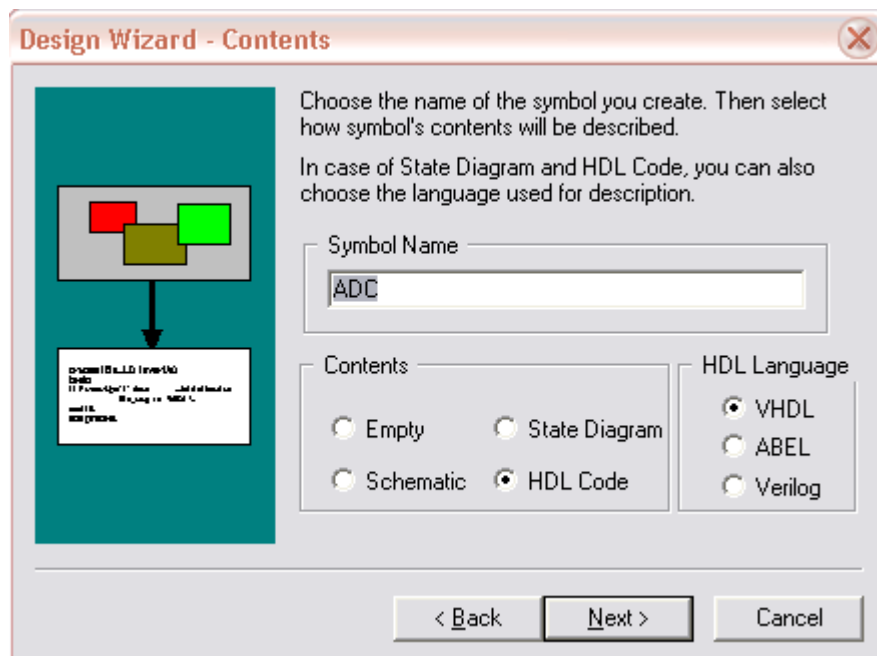 Design Wizard - Contents
Choose the name of the symbol you create. Then select
how symbol's contents will be described.
In case of State Diagram and HDL Code, you can also
choose the language used for description.
Symbol Name
ADC
Contents
Empty
State Diagram
Schematic
HDL Code
HDL Language
VHDL
ABEL
Verilog
< Back
Next >
Cancel